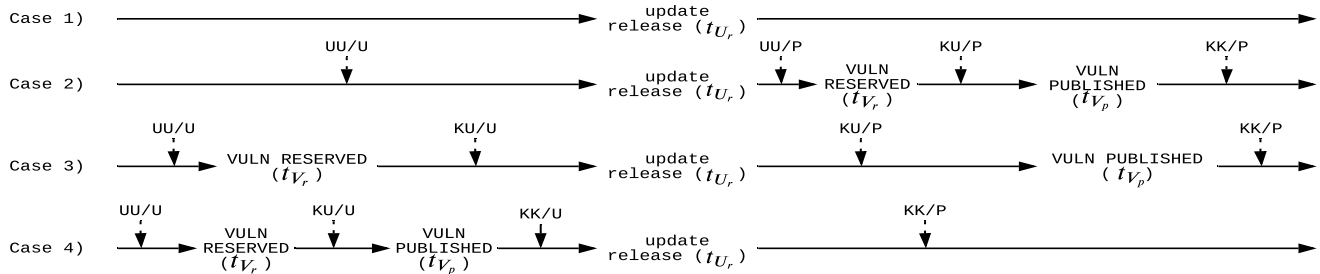 Case 1) update release (t_{U_r})
UU/U UU/P KU/P KK/P
Case 2) update release (t_{U_r}) VULN RESERVED (t_{V_r}) VULN PUBLISHED (t_{V_p})
UU/U KU/U KU/P KK/P
Case 3) VULN RESERVED (t_{V_r}) update release (t_{U_r}) VULN PUBLISHED (t_{V_p})
UU/U KU/U KK/U KK/P
Case 4) VULN RESERVED (t_{V_r}) VULN PUBLISHED (t_{V_p}) update release (t_{U_r})